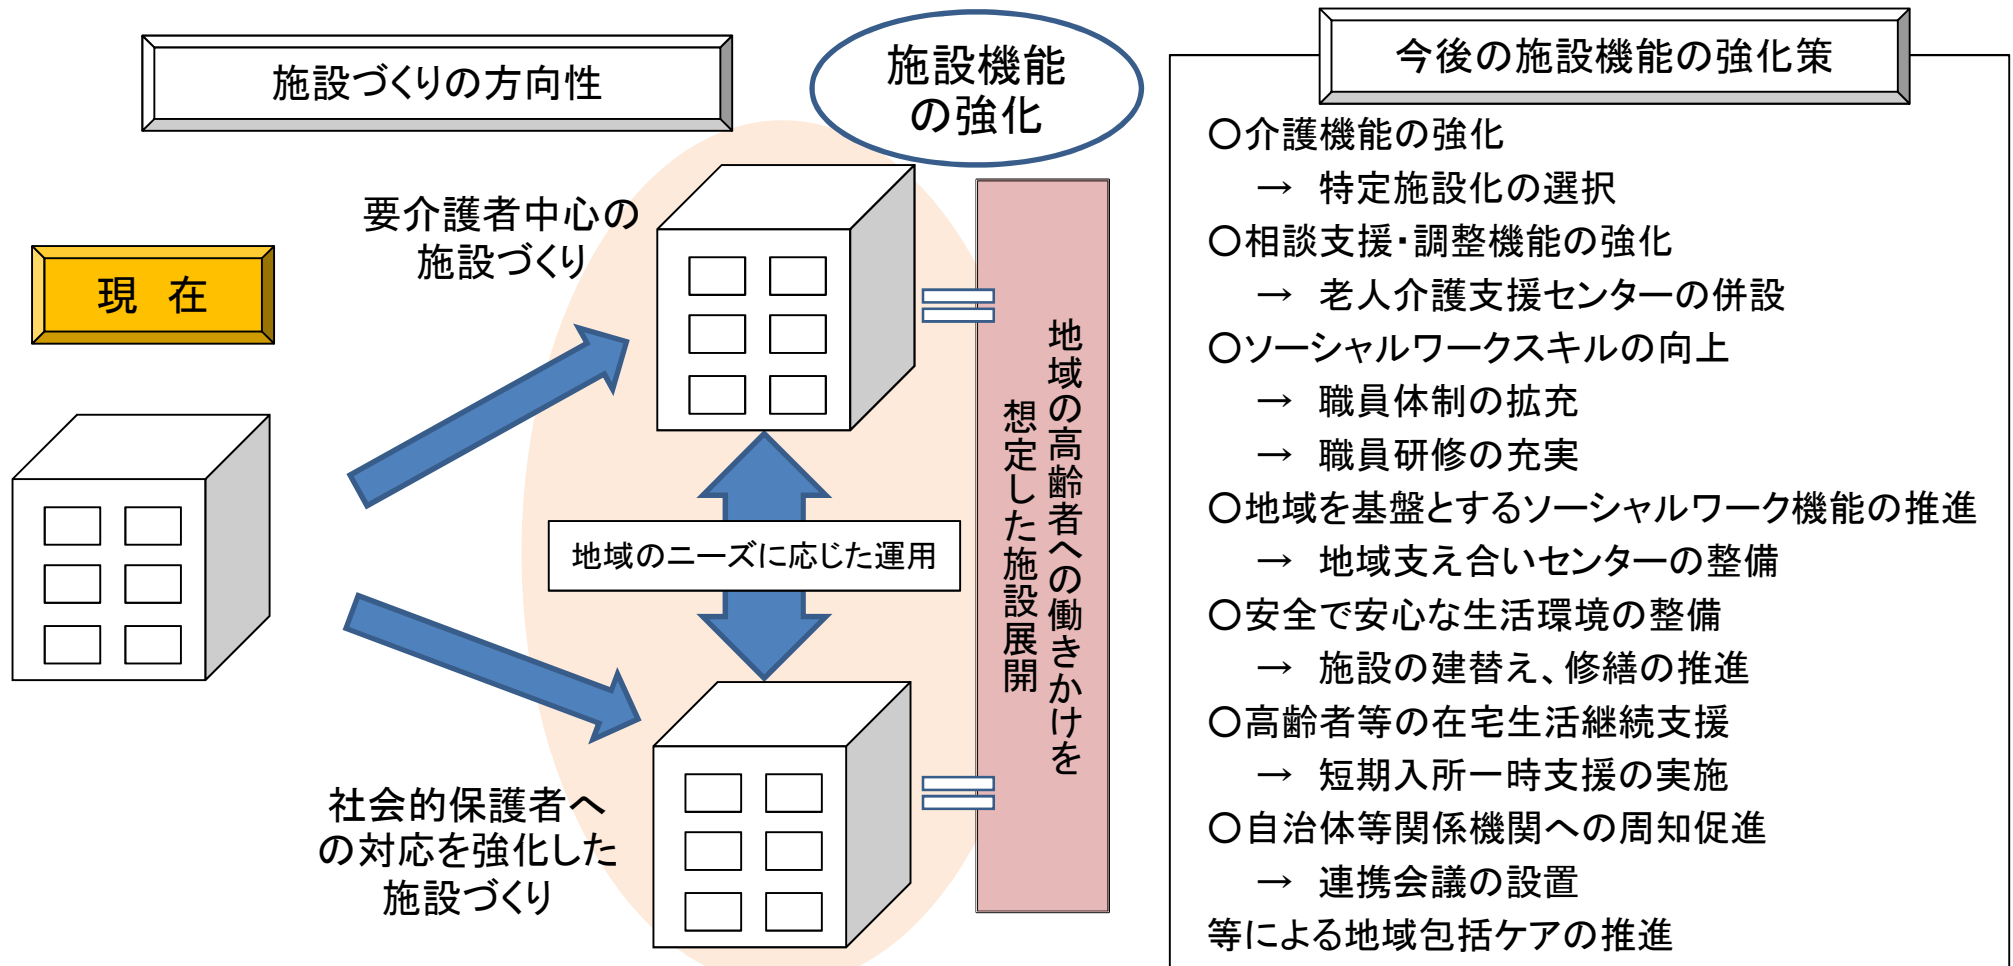 施設づくりの方向性
施設機能
の強化
現 在
要介護者中心の
施設づくり
地域のニーズに応じた運用
社会的保護者へ
の対応を強化した
施設づくり
地域の高齢者への働きかけを
想定した施設展開
今後の施設機能の強化策
〇介護機能の強化
→ 特定施設化の選択
〇相談支援・調整機能の強化
→ 老人介護支援センターの併設
〇ソーシャルワークスキルの向上
→ 職員体制の拡充
→ 職員研修の充実
〇地域を基盤とするソーシャルワーク機能の推進
→ 地域支え合いセンターの整備
〇安全で安心な生活環境の整備
→ 施設の建替え、修繕の推進
〇高齢者等の在宅生活継続支援
→ 短期入所一時支援の実施
〇自治体等関係機関への周知促進
→ 連携会議の設置
等による地域包括ケアの推進